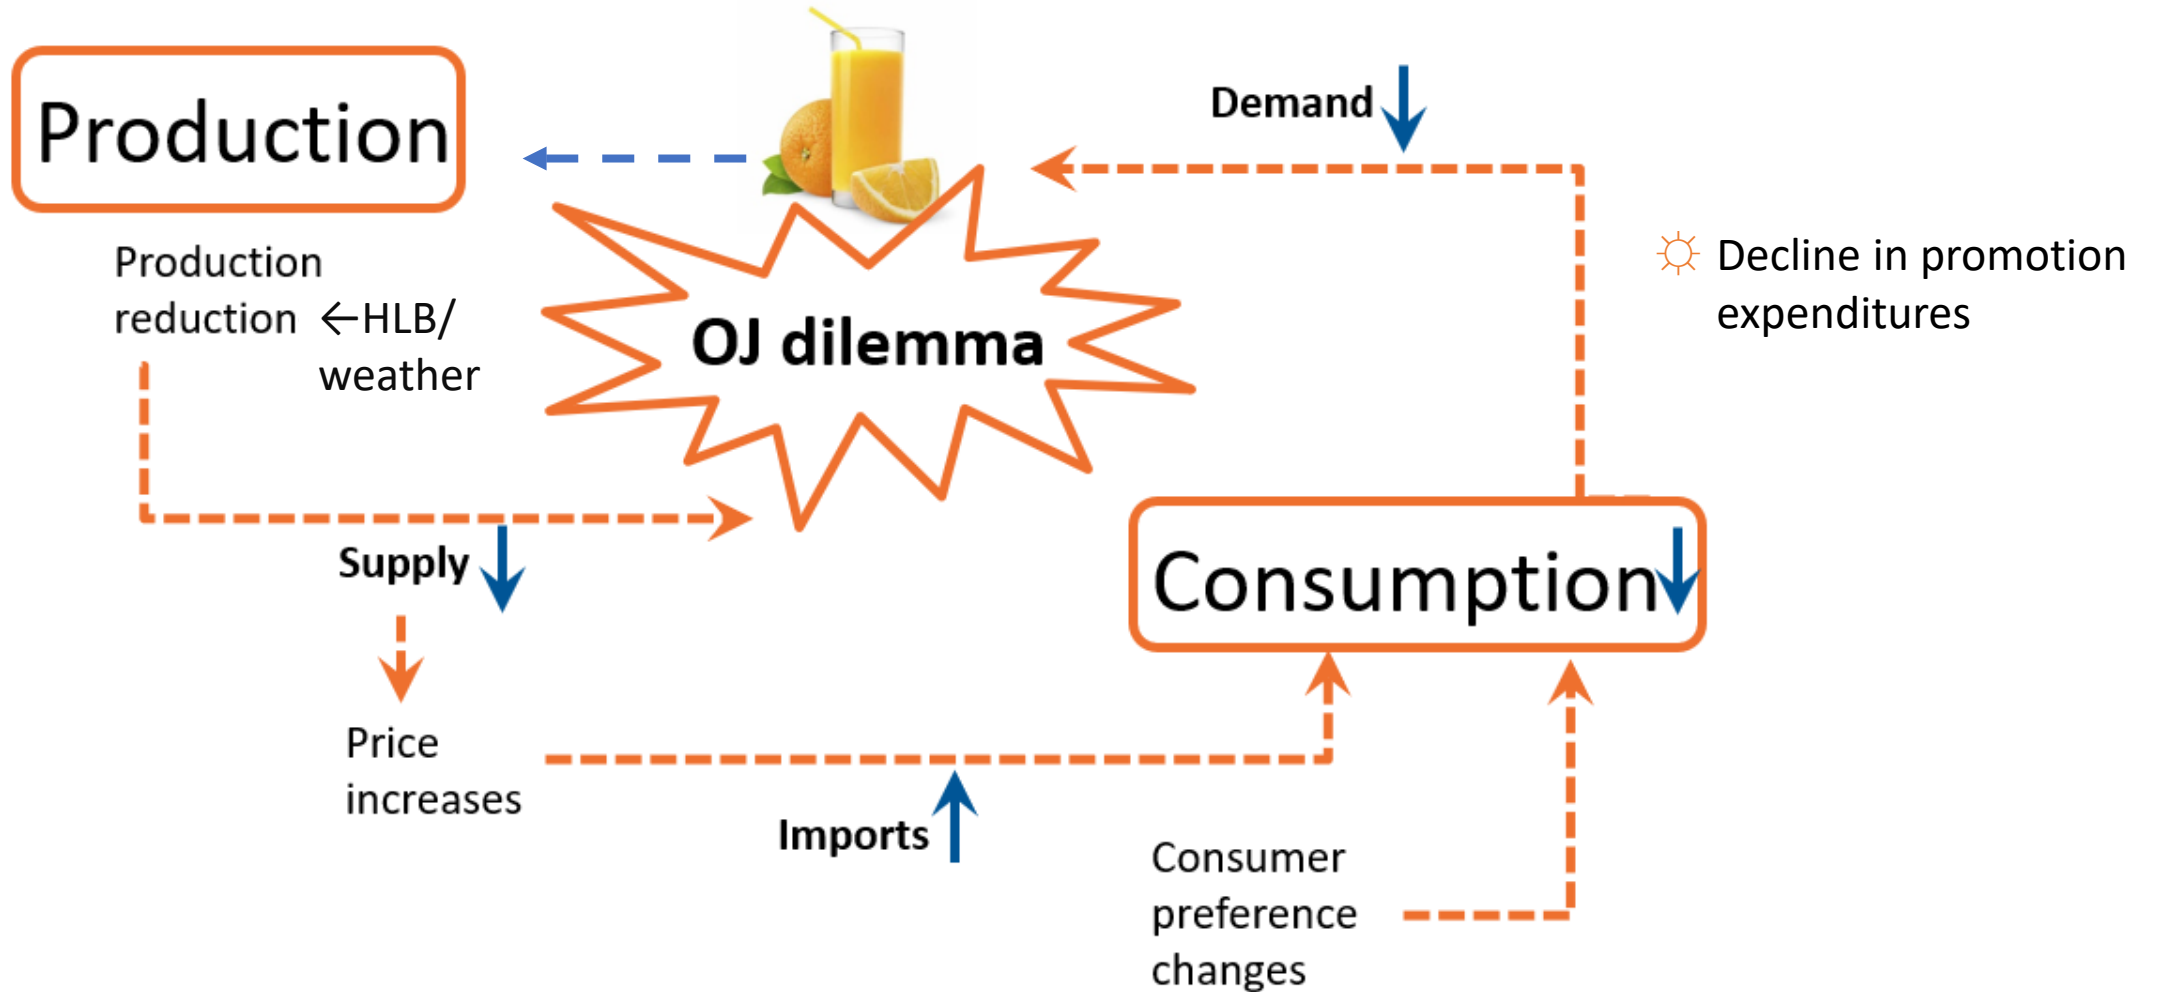 Production
Demand
Production
reduction ←HLB/
weather
Decline in promotion
expenditures
OJ dilemma
Supply
Consumption
Price
increases
Imports
Consumer
preference
changes